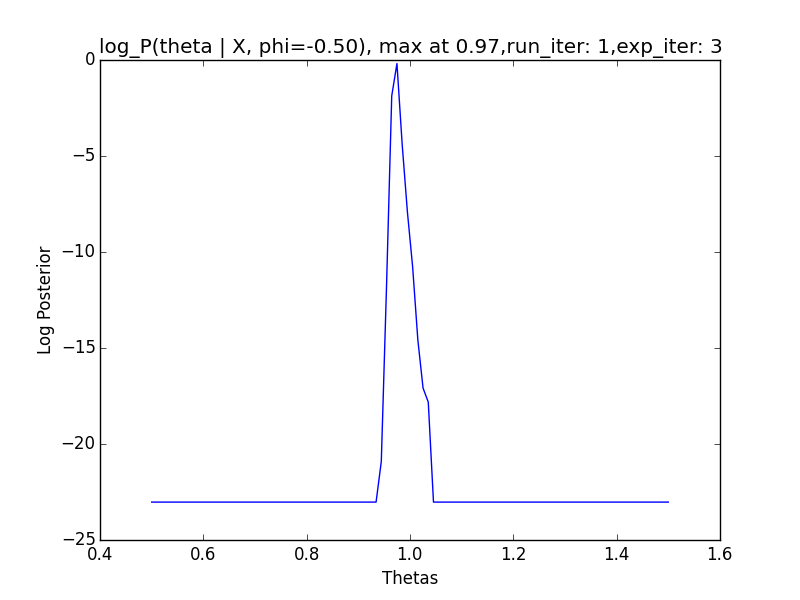 log_P(theta | X, phi=-0.50), max at 0.97,run_iter: 1,exp_iter: 3
0
−5
−10
−15
−20
−25
Log Posterior
0.4 0.6 0.8 1.0 1.2 1.4 1.6
Thetas